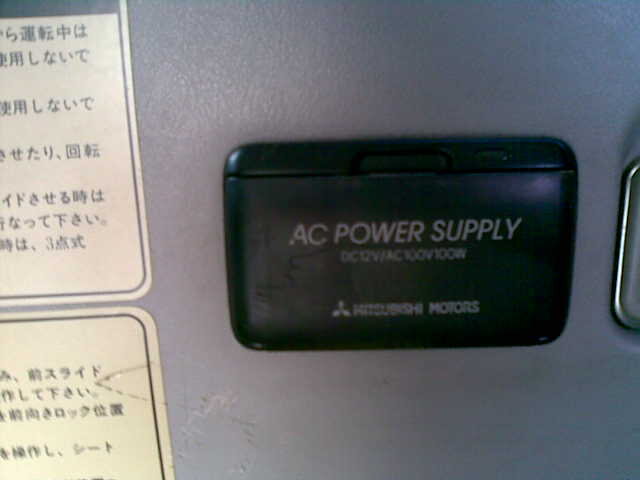 ら運転中は
使用しないで
使用しないで
させたり、回転
イドさせる時は
行なって下さい。
時は、3点式
み、前スライド
作して下さい。
を前向きロック位置
を操作し、シート
AC POWER SUPPLY
DC12V/AC100V100W
MITSUBISHI MOTORS